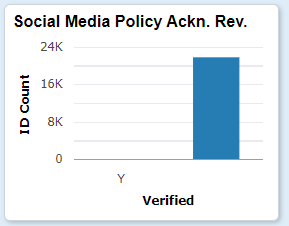 Social Media Policy Ackn. Rev.
24K
16K
8K
0
ID Count
Y
Verified